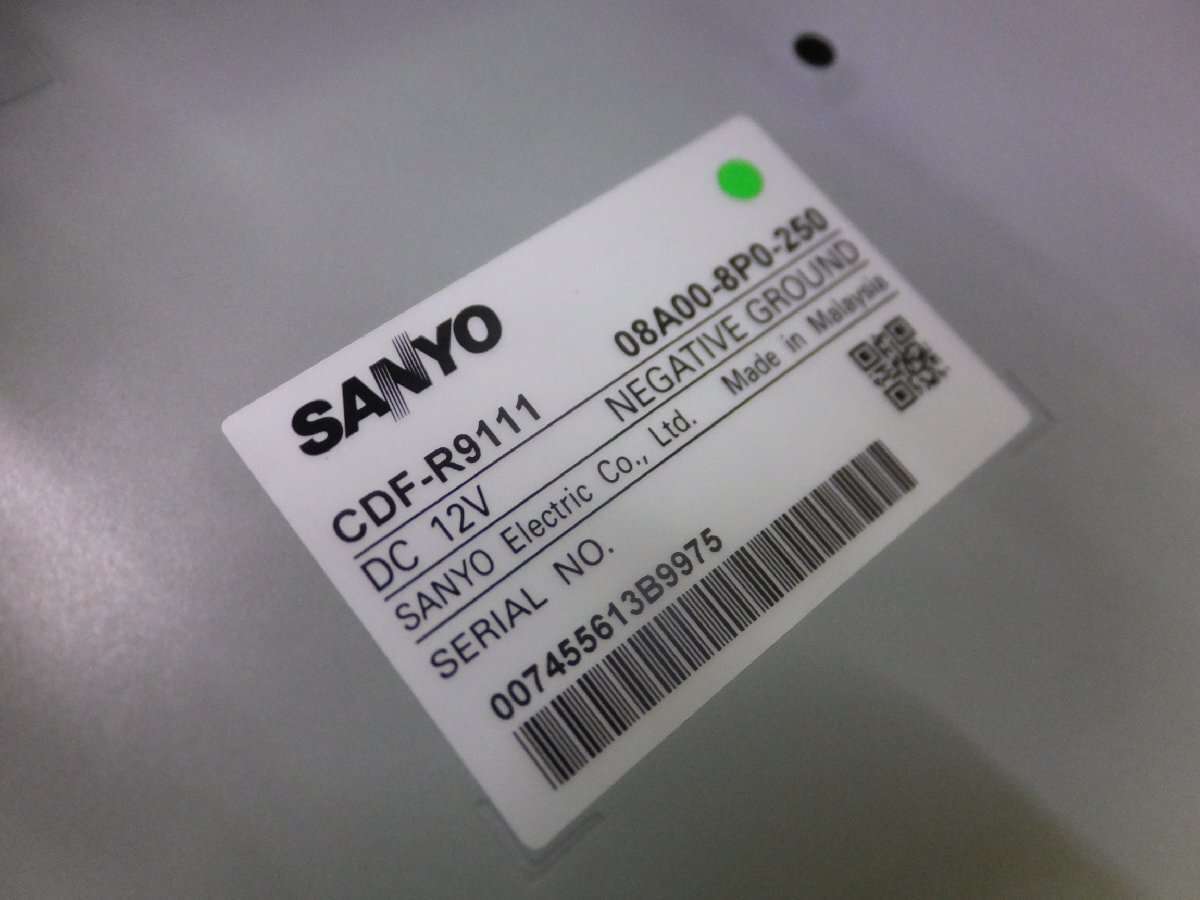 SANYO
CDF-R9111 08A00-8P0-250
DC 12V NEGATIVE GROUND
SANYO Electric Co., Ltd. Made in Malaysia
SERIAL NO.
007455613B9975